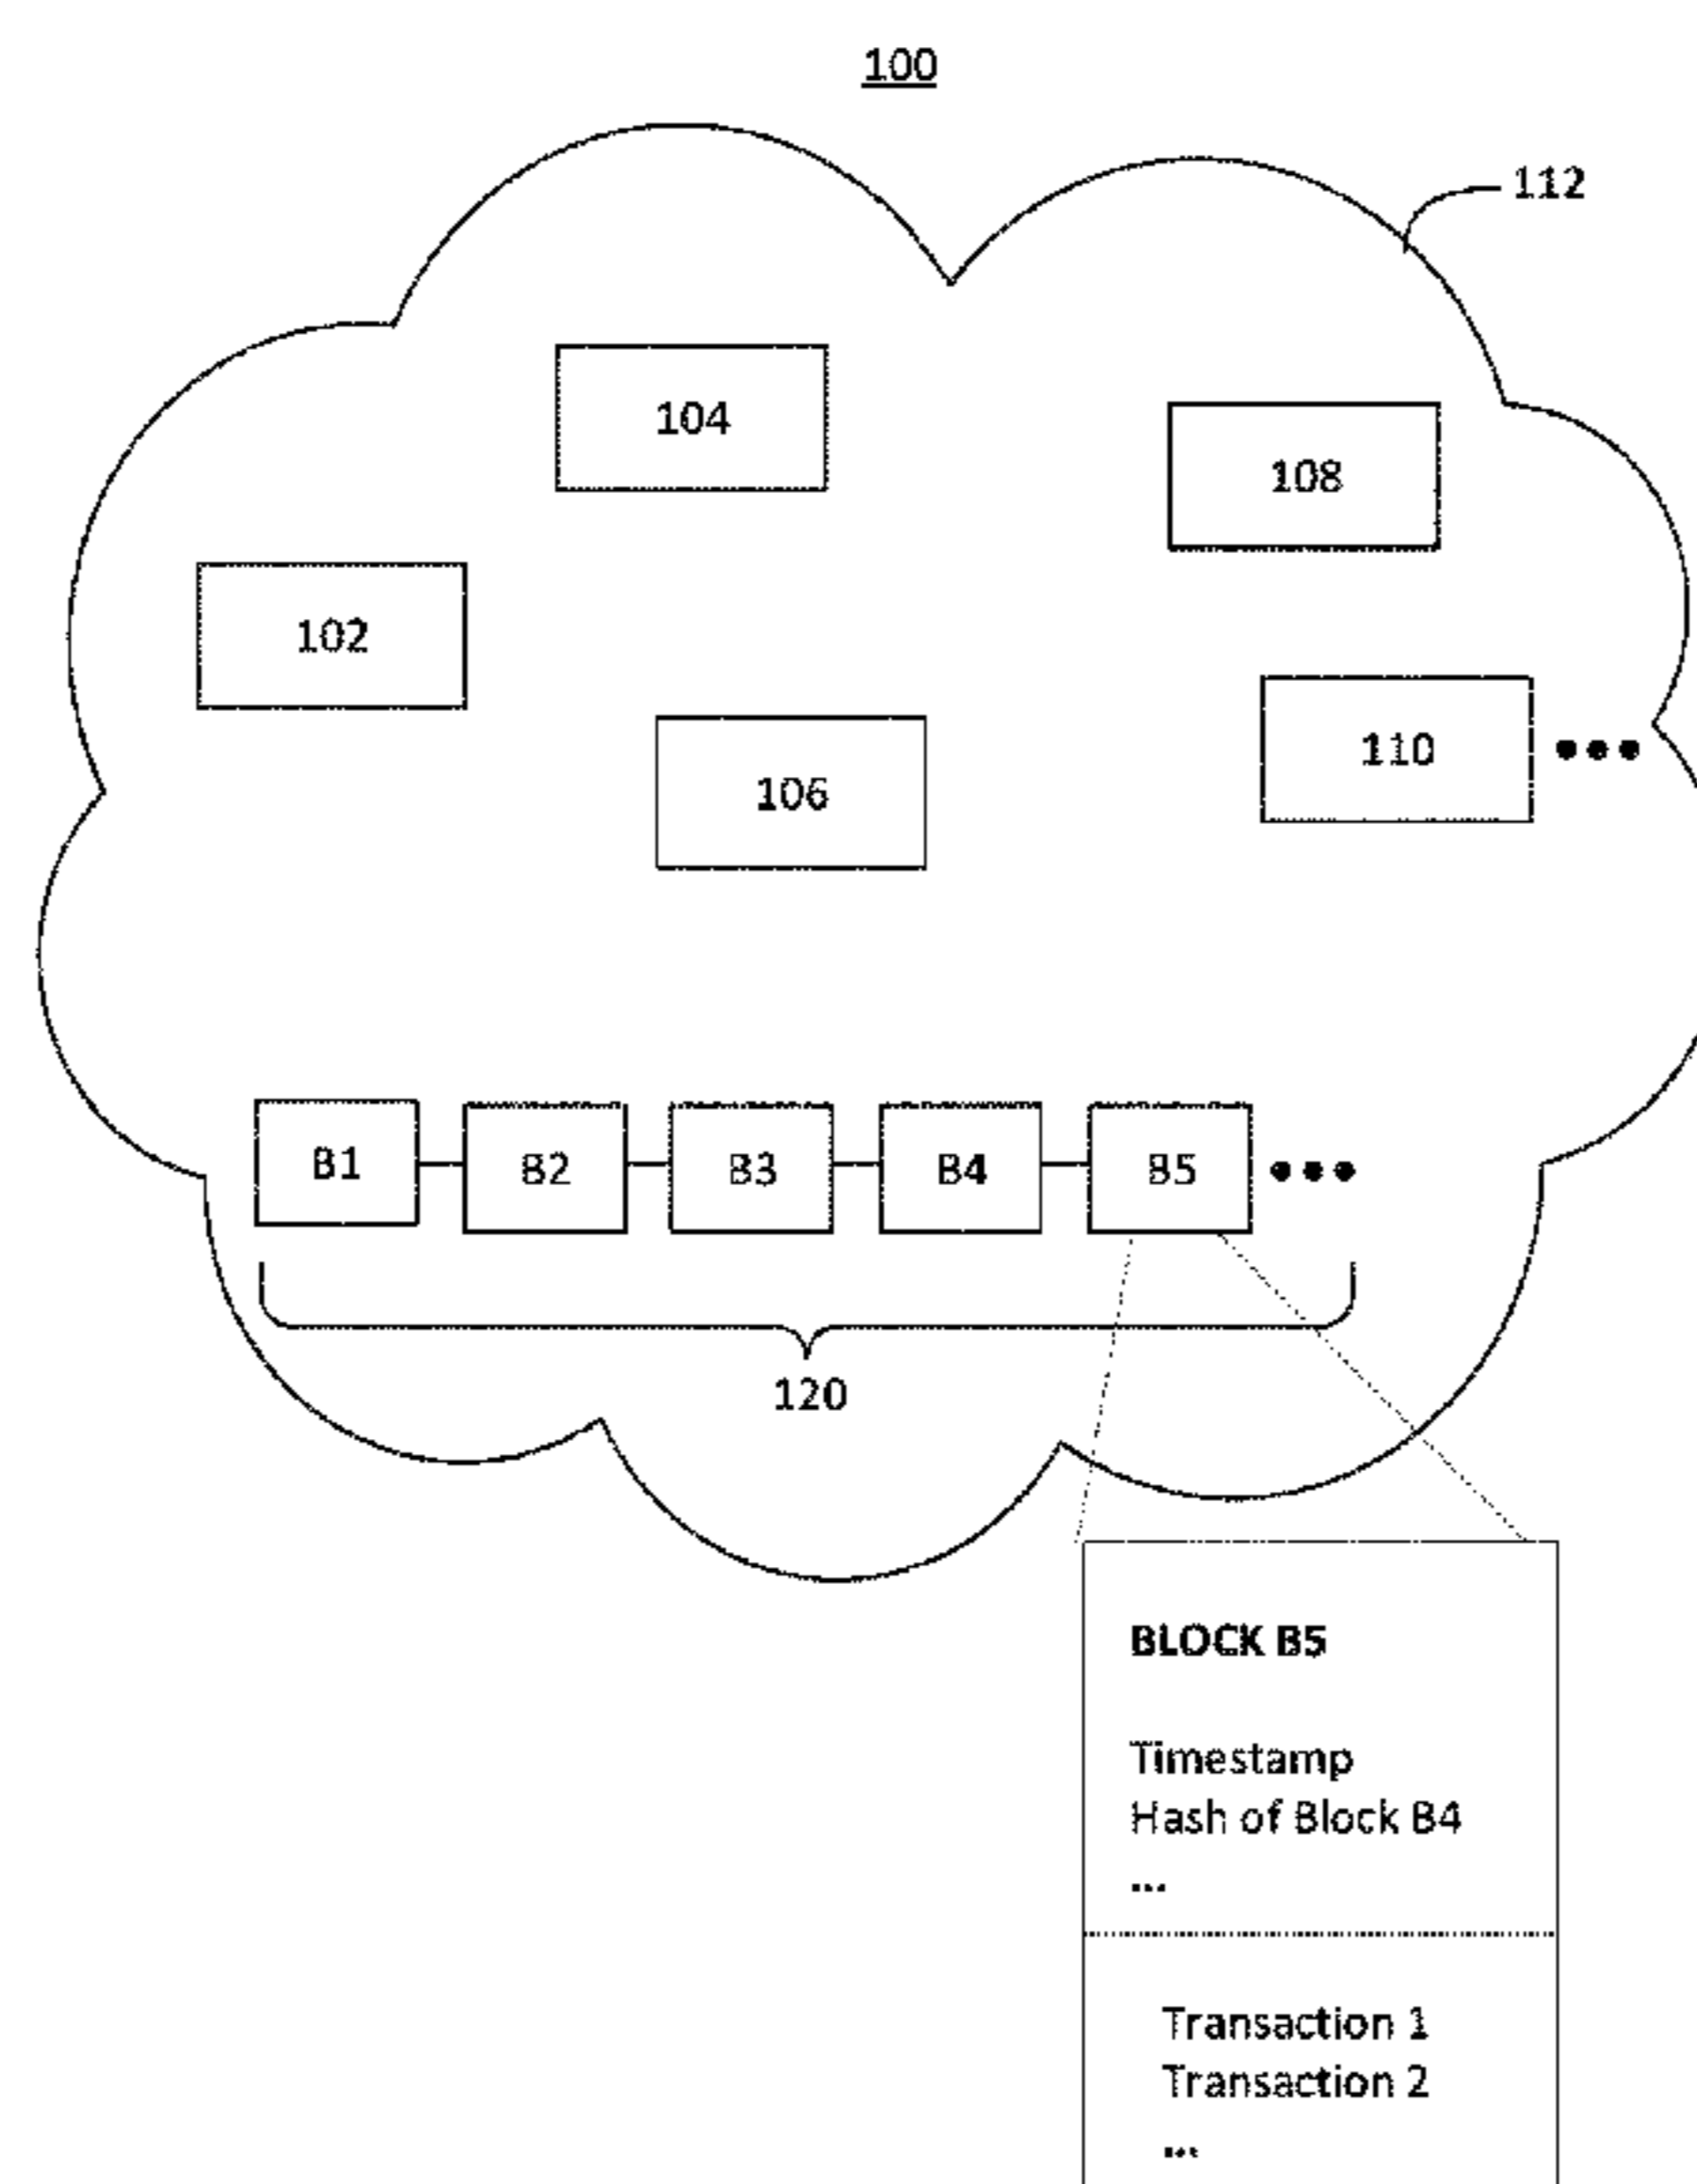 100
112
104
108
102
110
•••
106
B1
B2
B3
B4
B5
•••
120
BLOCK B5
Timestamp
Hash of Block B4
...
Transaction 1
Transaction 2
...